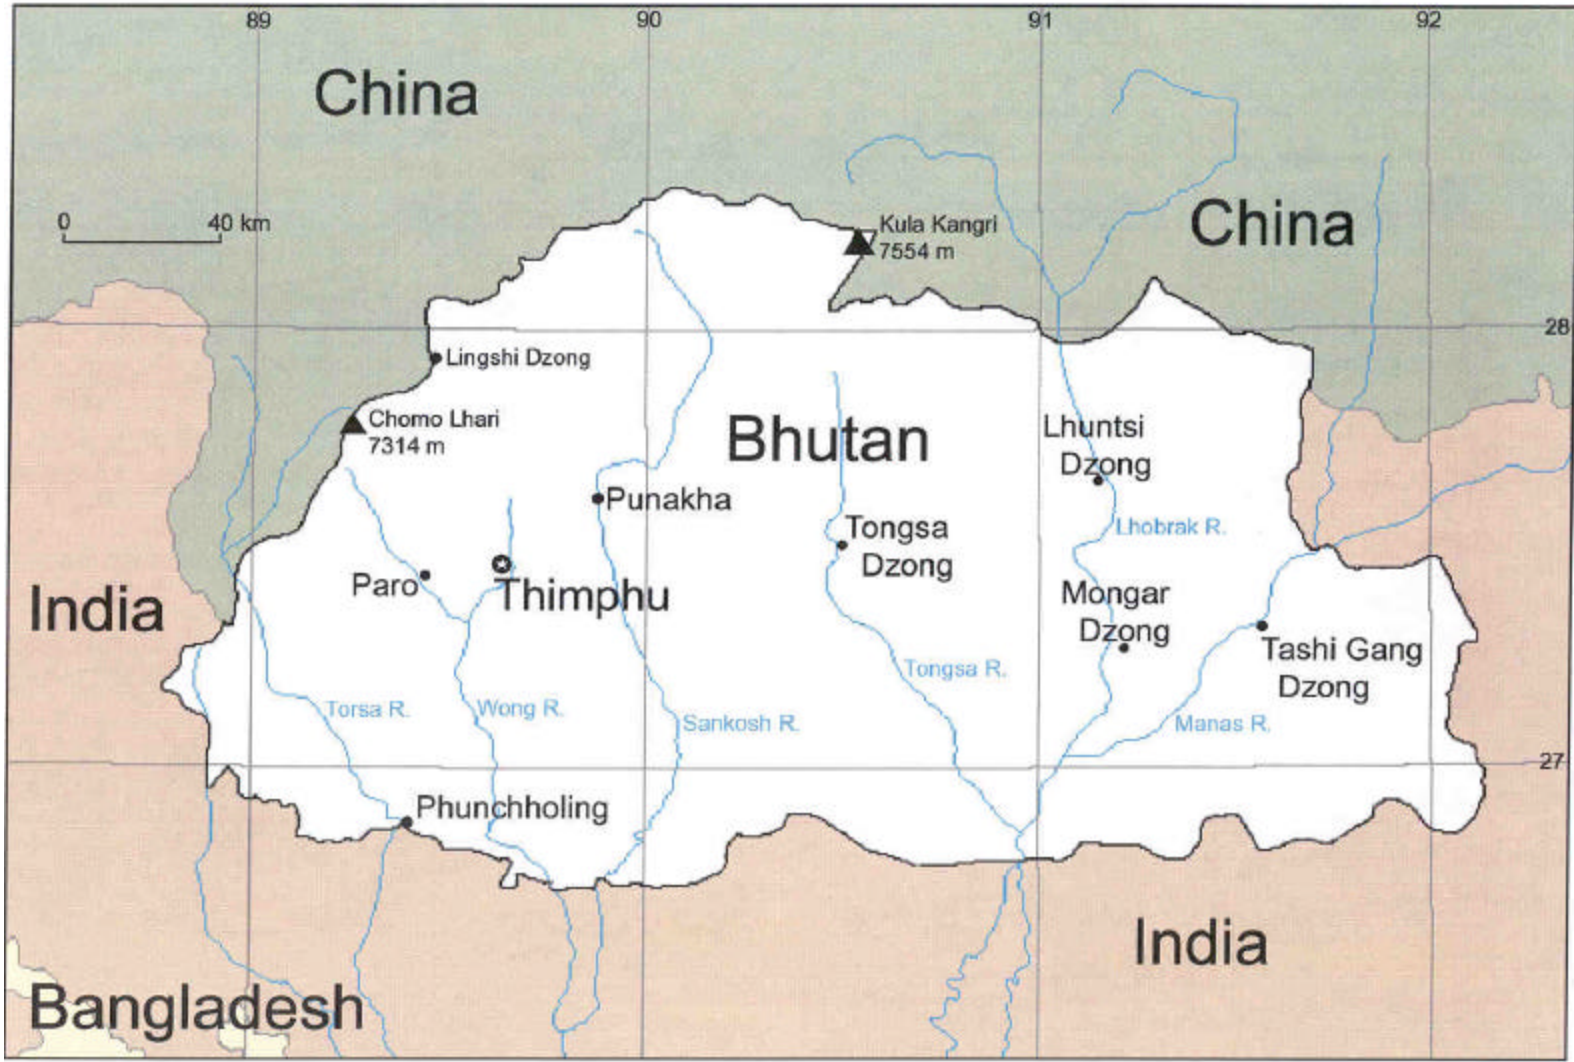 89
90
91
92
China
0
40 km
Kula Kangri
7554 m
China
28
Lingshi Dzong
Chomo Lhari
7314 m
Bhutan
Lhuntsi
Dzong
Punakha
Tongsa
Dzong
Lhobrak R.
Paro
Thimphu
India
Mongar
Dzong
Tashi Gang
Dzong
Tongsa R.
Torsa R.
Wong R.
Sankosh R.
Manas R.
27
Phunchholing
India
Bangladesh